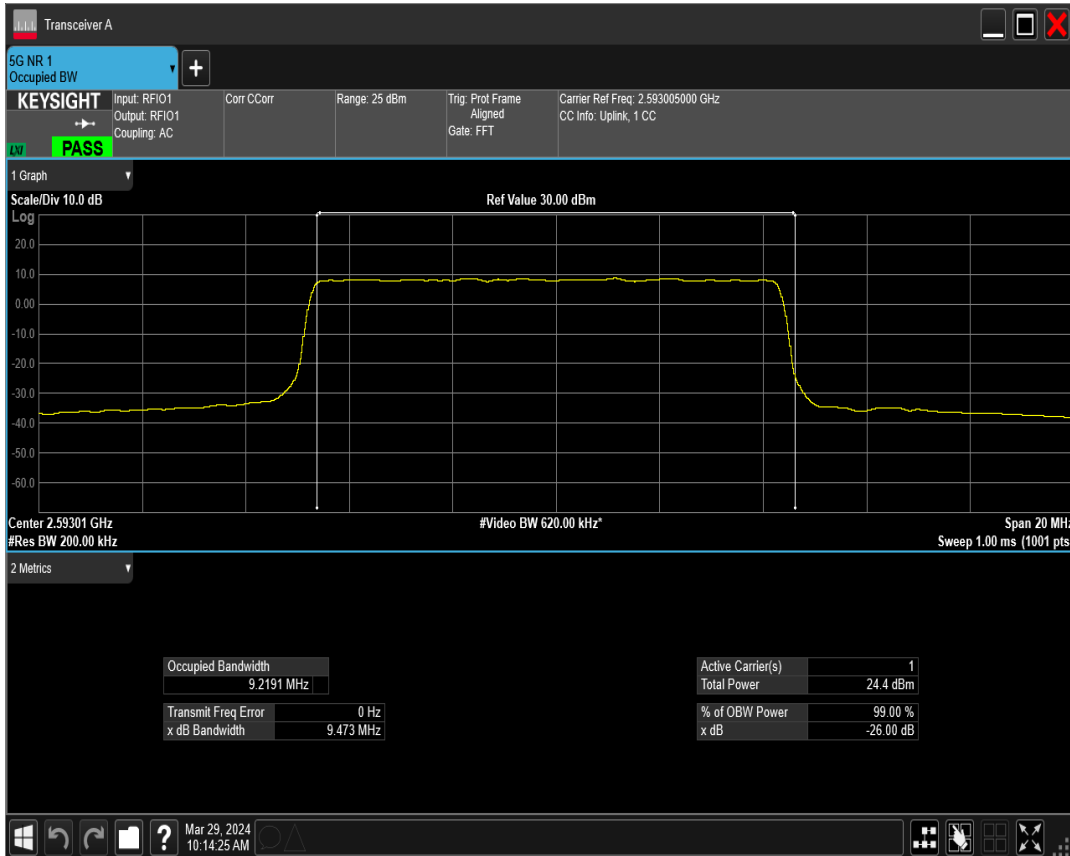 Transceiver A
5G NR 1
Occupied BW
+
KEYSIGHT
LXI
PASS
Input: RFIO1
Output: RFIO1
Coupling: AC
Corr CCorr
Range: 25 dBm
Trig: Prot Frame
Aligned
Gate: FFT
Carrier Ref Freq: 2.593005000 GHz
CC Info: Uplink, 1 CC
1 Graph
Scale/Div 10.0 dB
Ref Value 30.00 dBm
Log
20.0
10.0
0.00
-10.0
-20.0
-30.0
-40.0
-50.0
-60.0
Center 2.59301 GHz
#Video BW 620.00 kHz*
Span 20 MHz
#Res BW 200.00 kHz
Sweep 1.00 ms (1001 pts
2 Metrics
Occupied Bandwidth
9.2191 MHz
Transmit Freq Error 0 Hz
x dB Bandwidth 9.473 MHz
Active Carrier(s) 1
Total Power 24.4 dBm
% of OBW Power 99.00 %
x dB -26.00 dB
?
Mar 29, 2024
10:14:25 AM